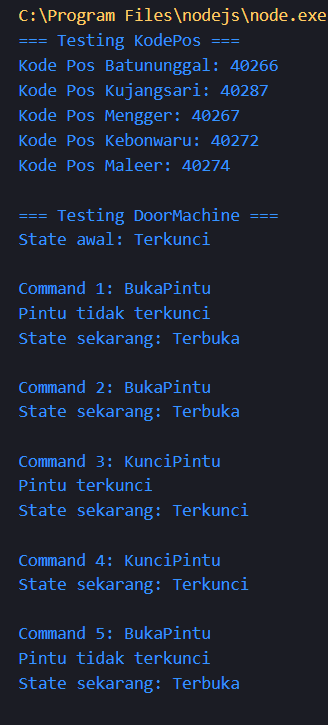 C:\Program Files\nodejs\node.exe
=== Testing KodePos ===
Kode Pos Batununggal: 40266
Kode Pos Kujangsari: 40287
Kode Pos Mengger: 40267
Kode Pos Kebonwaru: 40272
Kode Pos Maleer: 40274
=== Testing DoorMachine ===
State awal: Terkunci
Command 1: BukaPintu
Pintu tidak terkunci
State sekarang: Terbuka
Command 2: BukaPintu
State sekarang: Terbuka
Command 3: KunciPintu
Pintu terkunci
State sekarang: Terkunci
Command 4: KunciPintu
State sekarang: Terkunci
Command 5: BukaPintu
Pintu tidak terkunci
State sekarang: Terbuka